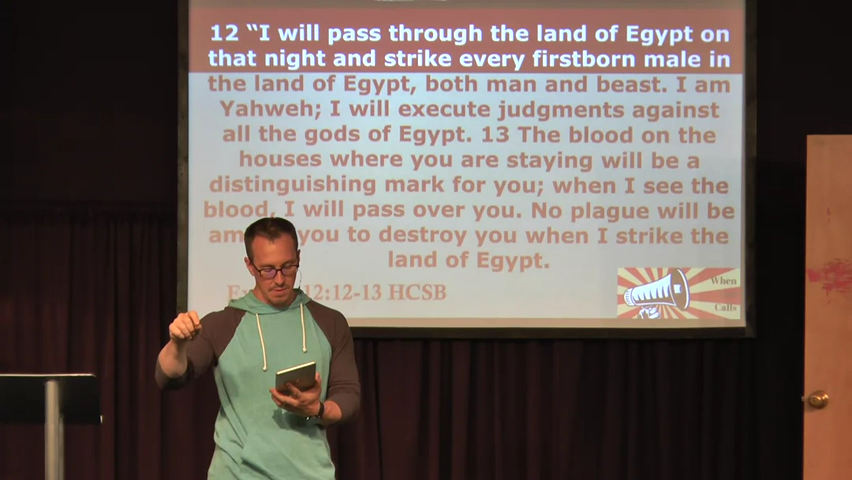 12 “I will pass through the land of Egypt on
that night and strike every firstborn male in
the land of Egypt, both man and beast. I am
Yahweh; I will execute judgments against
all the gods of Egypt. 13 The blood on the
houses where you are staying will be a
distinguishing mark for you; when I see the
blood, I will pass over you. No plague will be
you to destroy you when I strike the
land of Egypt.
12:12-13 HCSB
When
Calls